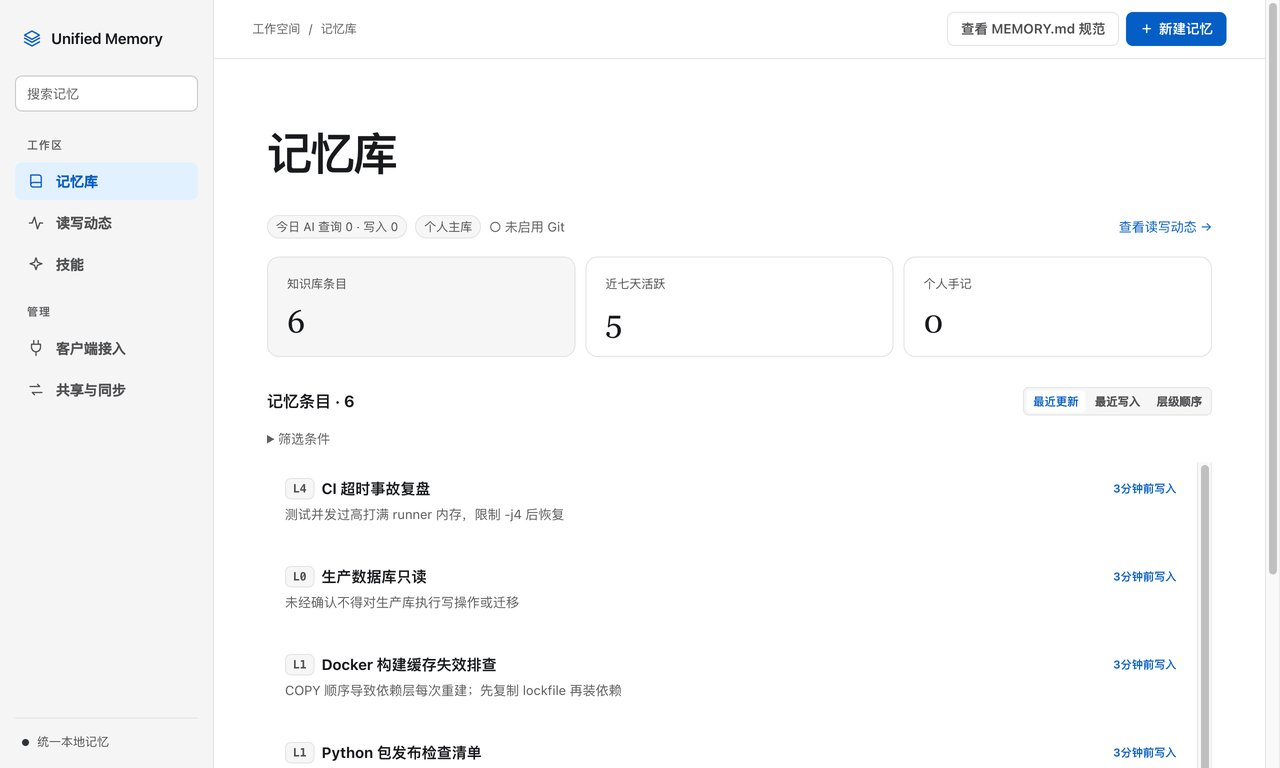 Unified Memory
搜索记忆
工作区
记忆库
读写动态
技能
管理
客户端接入
共享与同步
统一本地记忆
工作空间 / 记忆库
查看 MEMORY.md 规范
+ 新建记忆
记忆库
今日 AI 查询 0 · 写入 0
个人主库
未启用 Git
查看读写动态 →
知识库条目
6
近七天活跃
5
个人手记
0
记忆条目 · 6
最近更新
最近写入
层级顺序
筛选条件
L4 CI 超时事故复盘
3分钟前写入
测试并发过高打满 runner 内存，限制 -j4 后恢复
L0 生产数据库只读
3分钟前写入
未经确认不得对生产库执行写操作或迁移
L1 Docker 构建缓存失效排查
3分钟前写入
COPY 顺序导致依赖层每次重建；先复制 lockfile 再装依赖
L1 Python 包发布检查清单
3分钟前写入